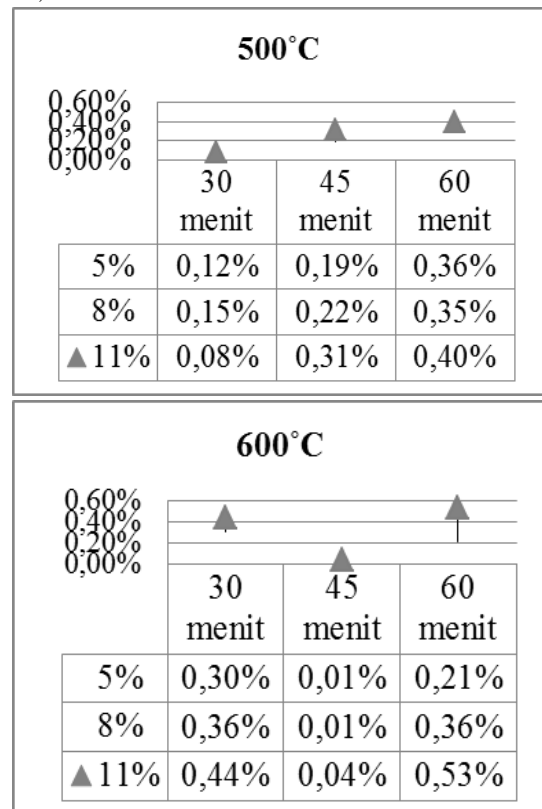 500˚C
0,60%
0,40%
0,20%
0,00%
30 menit 45 menit 60 menit
5% 0,12% 0,19% 0,36%
8% 0,15% 0,22% 0,35%
▲11% 0,08% 0,31% 0,40%
600˚C
0,60%
0,40%
0,20%
0,00%
30 menit 45 menit 60 menit
5% 0,30% 0,01% 0,21%
8% 0,36% 0,01% 0,36%
▲11% 0,44% 0,04% 0,53%